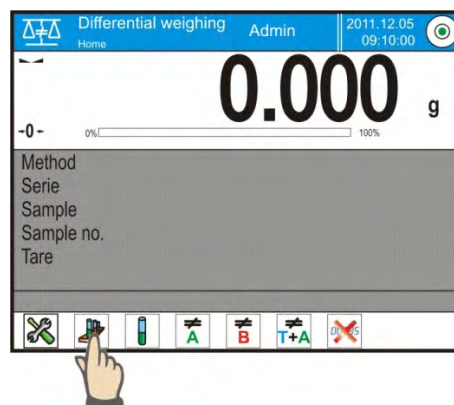 Differential weighing
Home
Admin
2011.12.05
09:10:00
0.000 g
→0←
0%
100%
Method
Serie
Sample
Sample no.
Tare
≠
A
≠
B
≠
T+A